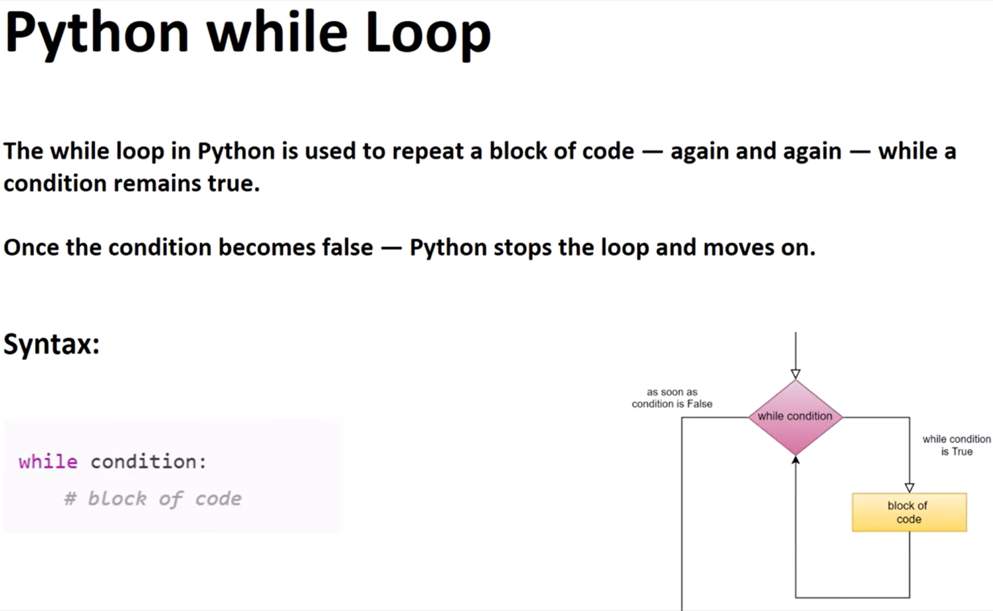 Python while Loop
The while loop in Python is used to repeat a block of code — again and again — while a
condition remains true.
Once the condition becomes false — Python stops the loop and moves on.
Syntax:
while condition:
# block of code
as soon as
condition is False
while condition
while condition
is True
block of
code